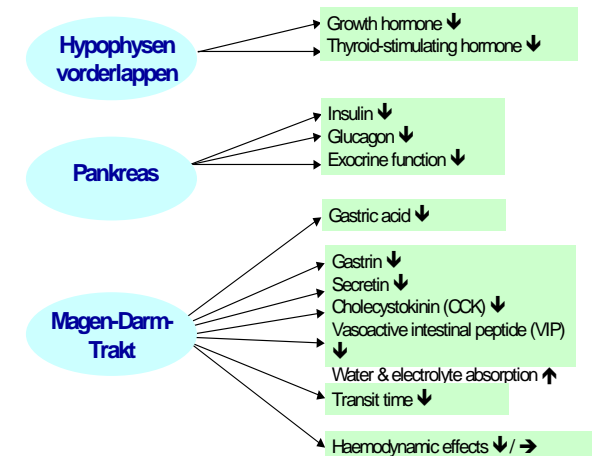 Hypophysen
vorderlappen
Growth hormone 🡻
Thyroid-stimulating hormone 🡻
Pankreas
Insulin 🡻
Glucagon 🡻
Exocrine function 🡻
Magen-Darm-
Trakt
Gastric acid 🡻
Gastrin 🡻
Secretin 🡻
Cholecystokinin (CCK) 🡻
Vasoactive intestinal peptide (VIP)
🡻
Water & electrolyte absorption 🡹
Transit time 🡻
Haemodynamic effects 🡻 / 🡺